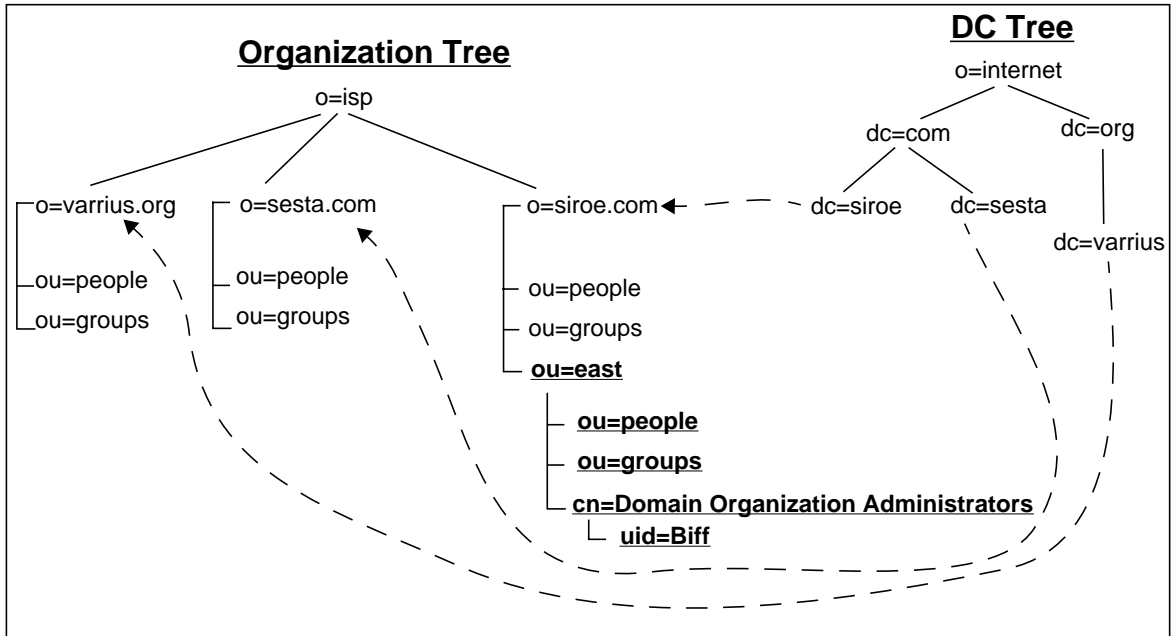 Organization Tree
o=isp
o=varrius.org
ou=people
ou=groups
o=sesta.com
ou=people
ou=groups
o=siroe.com
ou=people
ou=groups
ou=east
ou=people
ou=groups
cn=Domain Organization Administrators
uid=Biff
DC Tree
o=internet
dc=com
dc=org
dc=siroe
dc=sesta
dc=varrius